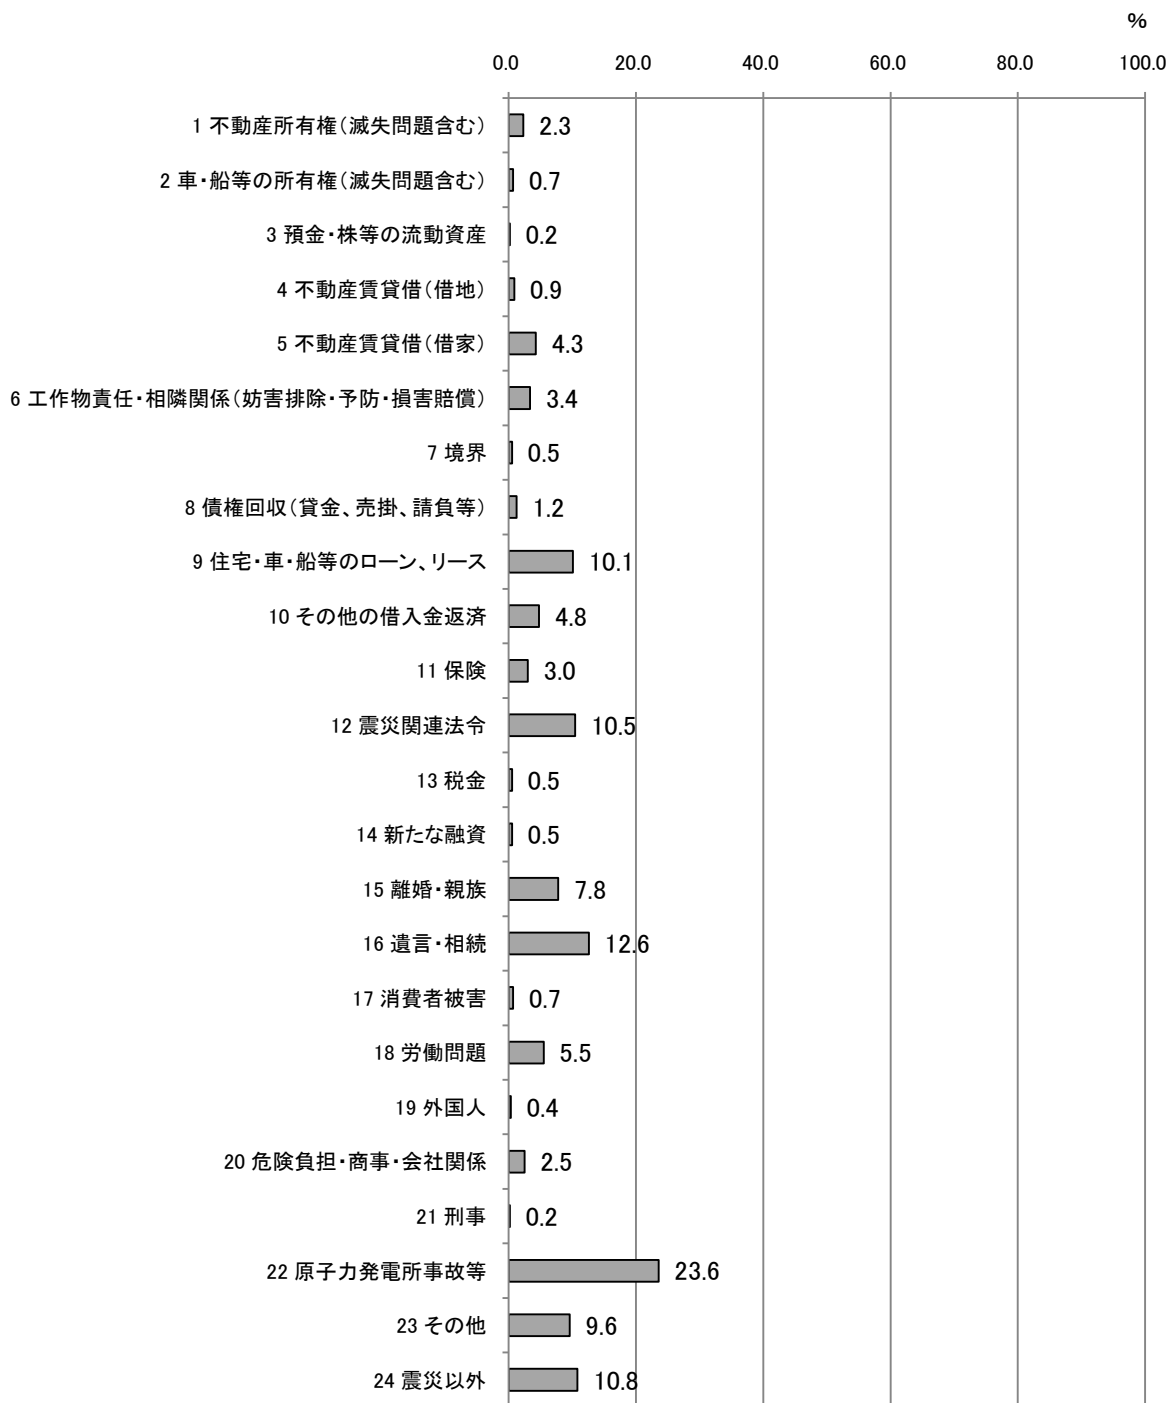 %
0.0 20.0 40.0 60.0 80.0 100.0
1 不動産所有権（滅失問題含む） 2.3
2 車・船等の所有権（滅失問題含む） 0.7
3 預金・株等の流動資産 0.2
4 不動産賃貸借（借地） 0.9
5 不動産賃貸借（借家） 4.3
6 工作物責任・相隣関係（妨害排除・予防・損害賠償） 3.4
7 境界 0.5
8 債権回収（貸金、売掛、請負等） 1.2
9 住宅・車・船等のローン、リース 10.1
10 その他の借入金返済 4.8
11 保険 3.0
12 震災関連法令 10.5
13 税金 0.5
14 新たな融資 0.5
15 離婚・親族 7.8
16 遺言・相続 12.6
17 消費者被害 0.7
18 労働問題 5.5
19 外国人 0.4
20 危険負担・商事・会社関係 2.5
21 刑事 0.2
22 原子力発電所事故等 23.6
23 その他 9.6
24 震災以外 10.8